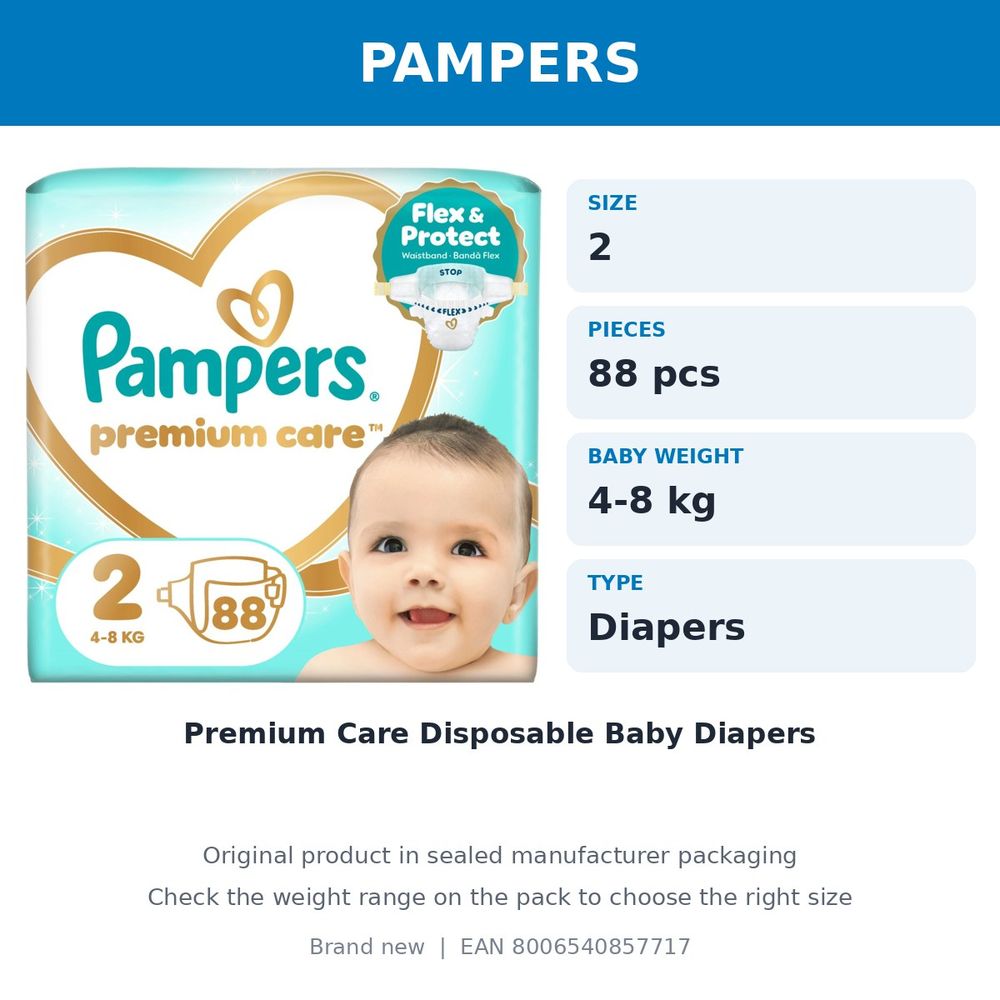 PAMPERS
Flex &
Protect
Waistband · Bandă Flex
STOP
FLEX
Pampers®
premium care™
2
88
4-8 KG
SIZE
2
PIECES
88 pcs
BABY WEIGHT
4-8 kg
TYPE
Diapers
Premium Care Disposable Baby Diapers
Original product in sealed manufacturer packaging
Check the weight range on the pack to choose the right size
Brand new | EAN 8006540857717